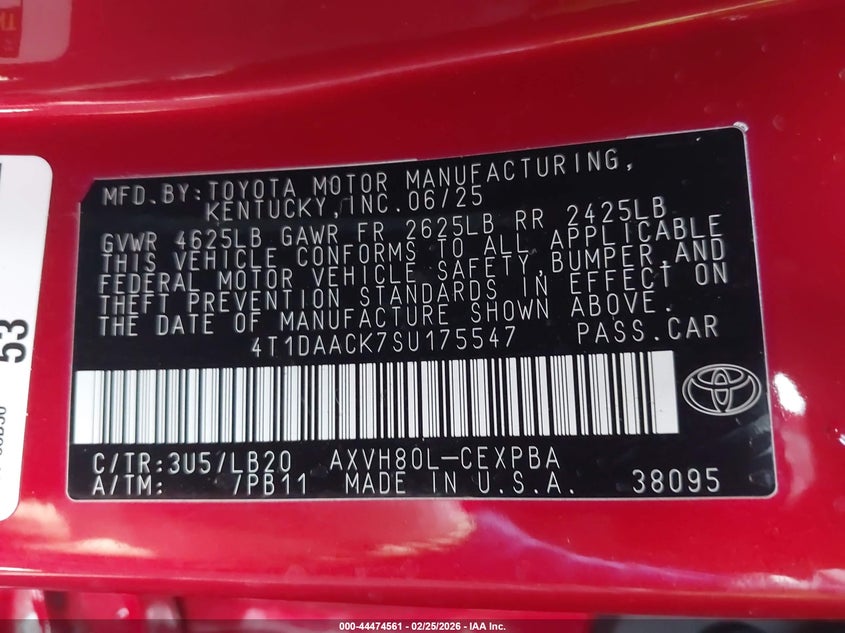 MFD.BY:TOYOTA MOTOR MANUFACTURING,
KENTUCKY,INC.06/25
GVWR 4625LB GAWR FR 2625LB RR 2425LB
THIS VEHICLE CONFORMS TO ALL APPLICABLE
FEDERAL MOTOR VEHICLE SAFETY,BUMPER,AND
THEFT PREVENTION STANDARDS IN EFFECT ON
THE DATE OF MANUFACTURE SHOWN ABOVE.
4T1DAACK7SU175547 PASS.CAR
C/TR:3U5/LB20 AXVH80L-CEXPBA
A/TM: /PB11 MADE IN U.S.A. 38095
53
000-44474561 - 02/25/2026 - IAA Inc.